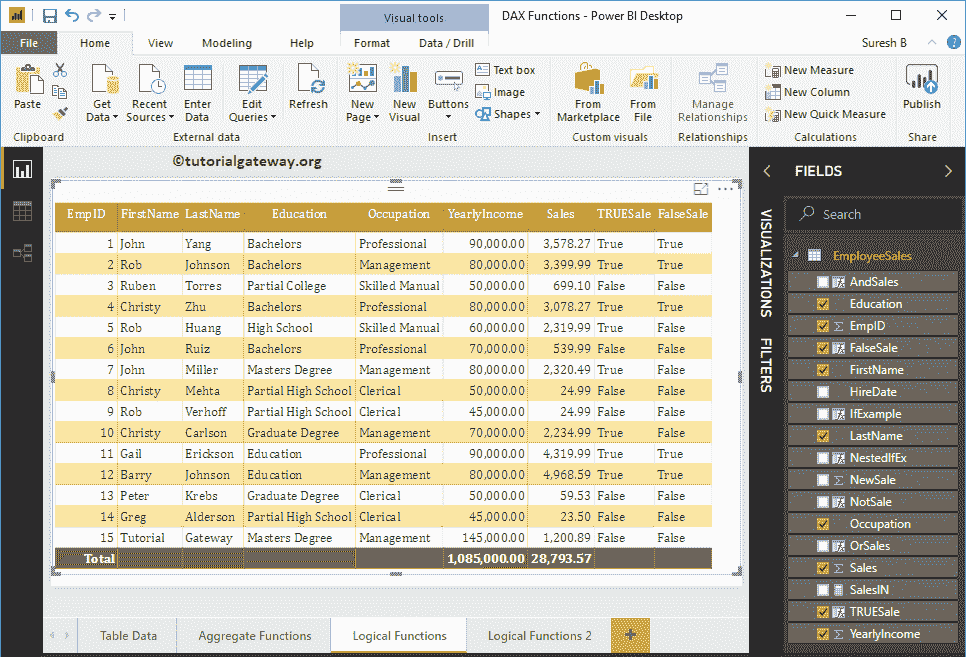 Visual tools
DAX Functions - Power BI Desktop
File Home View Modeling Help Format Data / Drill Suresh B
Paste
Get Data
Recent Sources
Enter Data
Edit Queries
Refresh
New Page
New Visual
Buttons
Text box
Image
Shapes
From Marketplace
From File
Manage Relationships
New Measure
New Column
New Quick Measure
Publish
Clipboard External data Insert Custom visuals Relationships Calculations Share
©tutorialgateway.org
EmpID FirstName LastName Education Occupation YearlyIncome Sales TRUESale FalseSale
1 John Yang Bachelors Professional 90,000.00 3,578.27 True True
2 Rob Johnson Bachelors Management 80,000.00 3,399.99 True True
3 Ruben Torres Partial College Skilled Manual 50,000.00 699.10 False False
4 Christy Zhu Bachelors Professional 80,000.00 3,078.27 True True
5 Rob Huang High School Skilled Manual 60,000.00 2,319.99 True False
6 John Ruiz Bachelors Professional 70,000.00 539.99 False False
7 John Miller Masters Degree Management 80,000.00 2,320.49 True False
8 Christy Mehta Partial High School Clerical 50,000.00 24.99 False False
9 Rob Verhoff Partial High School Clerical 45,000.00 24.99 False False
10 Christy Carlson Graduate Degree Management 70,000.00 2,234.99 True False
11 Gail Erickson Education Professional 90,000.00 4,319.99 True True
12 Barry Johnson Education Management 80,000.00 4,968.59 True True
13 Peter Krebs Graduate Degree Clerical 50,000.00 59.53 False False
14 Greg Alderson Partial High School Clerical 45,000.00 23.50 False False
15 Tutorial Gateway Masters Degree Management 145,000.00 1,200.89 False False
Total 1,085,000.00 28,793.57
Table Data Aggregate Functions Logical Functions Logical Functions 2 +
VISUALIZATIONS
FILTERS
FIELDS
Search
EmployeeSales
AndSales
Education
Σ EmpID
FalseSale
FirstName
HireDate
IfExample
LastName
NestedIfEx
Σ NewSale
NotSale
Occupation
OrSales
Σ Sales
SalesIN
TRUESale
Σ YearlyIncome